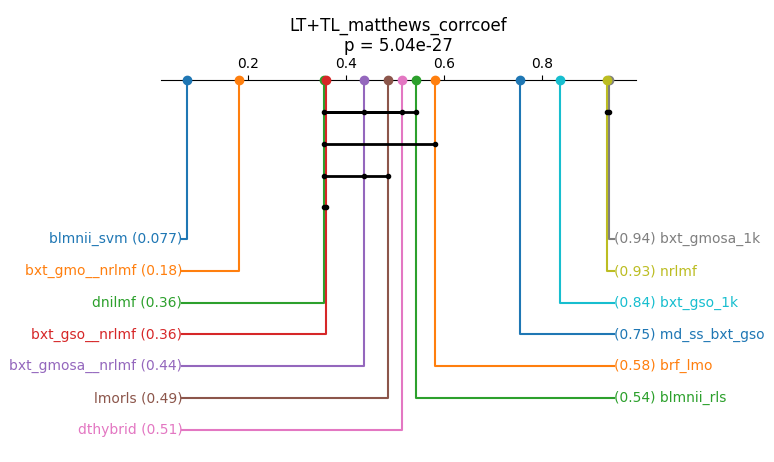 LT+TL_matthews_corrcoef
p = 5.04e-27
0.2 0.4 0.6 0.8
blmnii_svm (0.077)
bxt_gmo__nrlmf (0.18)
dnilmf (0.36)
bxt_gso__nrlmf (0.36)
bxt_gmosa__nrlmf (0.44)
lmorls (0.49)
dthybrid (0.51)
(0.94) bxt_gmosa_1k
(0.93) nrlmf
(0.84) bxt_gso_1k
(0.75) md_ss_bxt_gso
(0.58) brf_lmo
(0.54) blmnii_rls